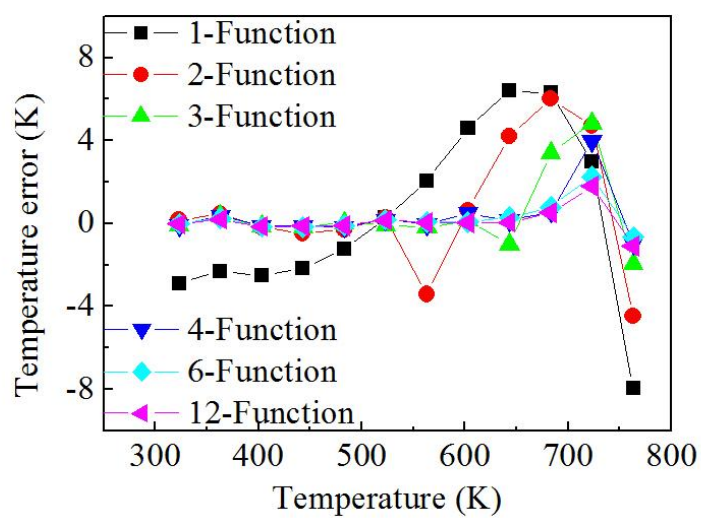 1-Function
2-Function
3-Function
4-Function
6-Function
12-Function
Temperature error (K)
8
4
0
-4
-8
300 400 500 600 700 800
Temperature (K)